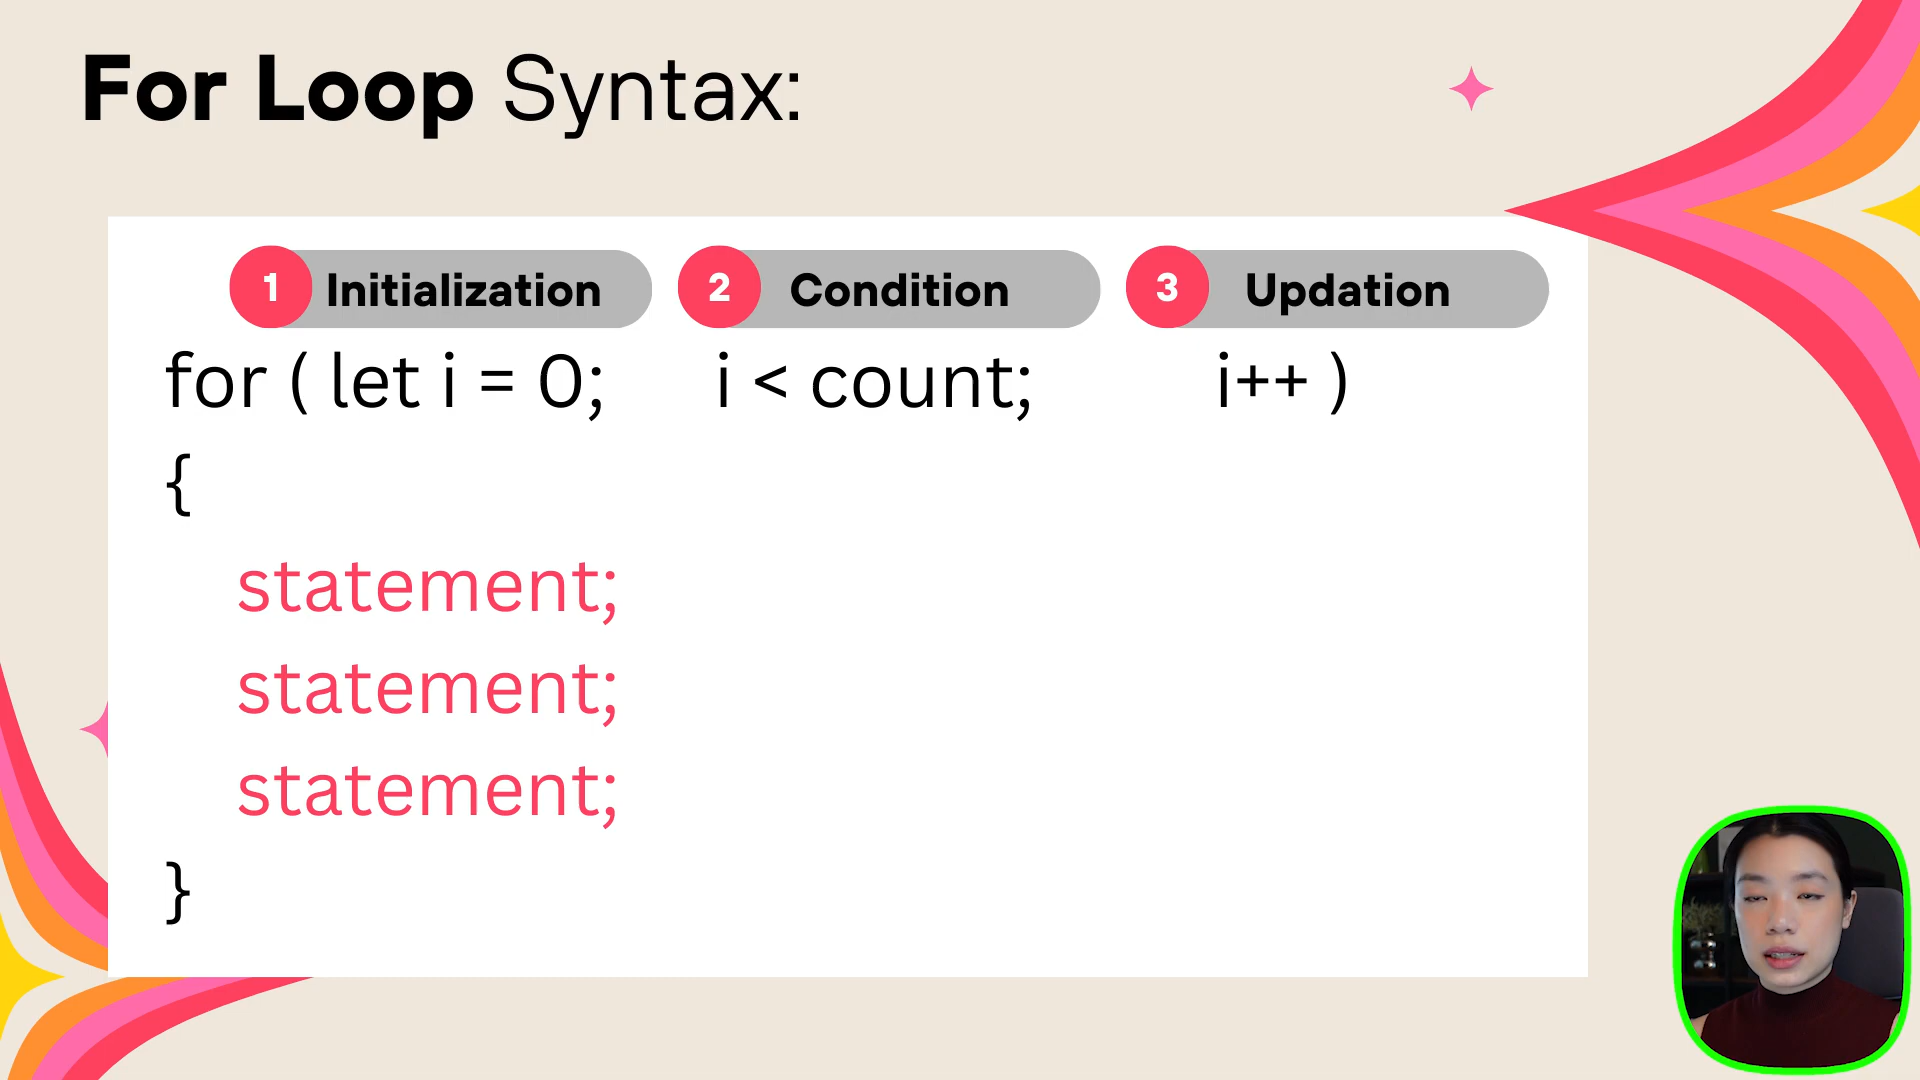 For Loop Syntax:
1 Initialization 2 Condition 3 Updation
for ( let i = 0; i < count; i++ )
{
statement;
statement;
statement;
}